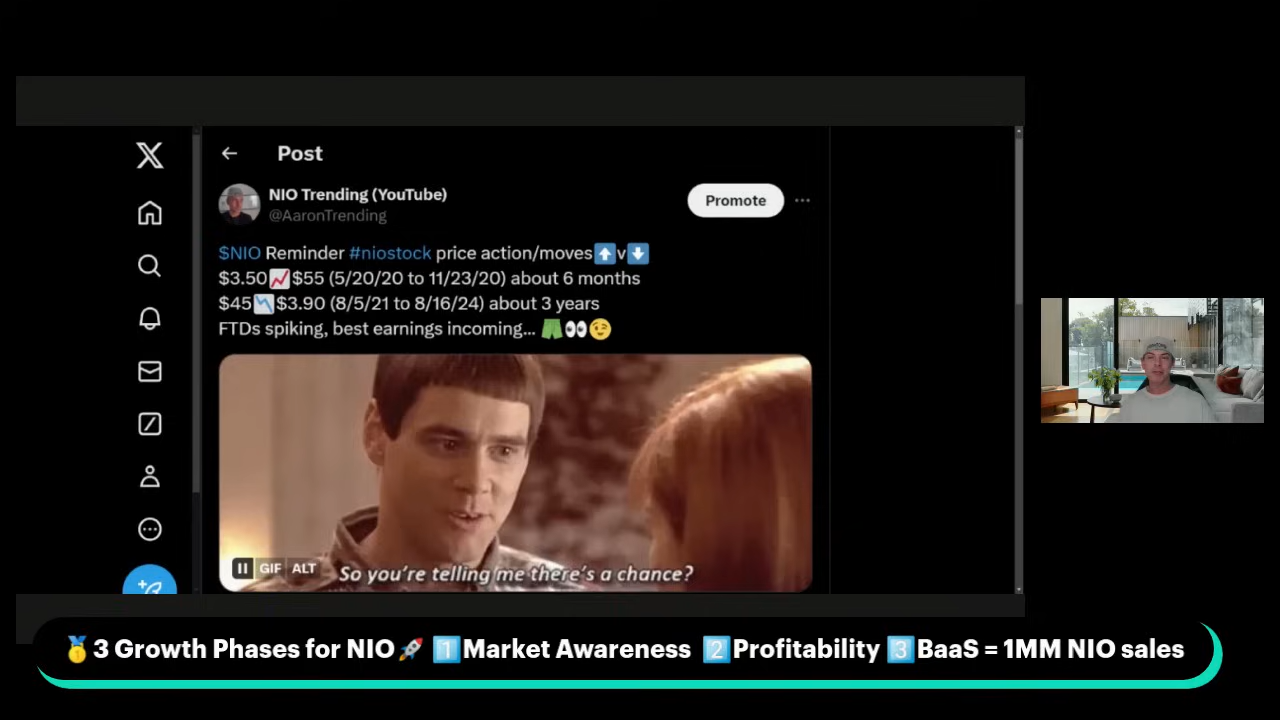 Post
NIO Trending (YouTube)
@AaronTrending
Promote
$NIO Reminder #niostock price action/moves⬆️v⬇️
$3.50📈$55 (5/20/20 to 11/23/20) about 6 months
$45📉$3.90 (8/5/21 to 8/16/24) about 3 years
FTDs spiking, best earnings incoming... 🩳👀😉
GIF ALT
So you're telling me there's a chance?
🥇3 Growth Phases for NIO🚀 1️⃣Market Awareness 2️⃣Profitability 3️⃣BaaS = 1MM NIO sales